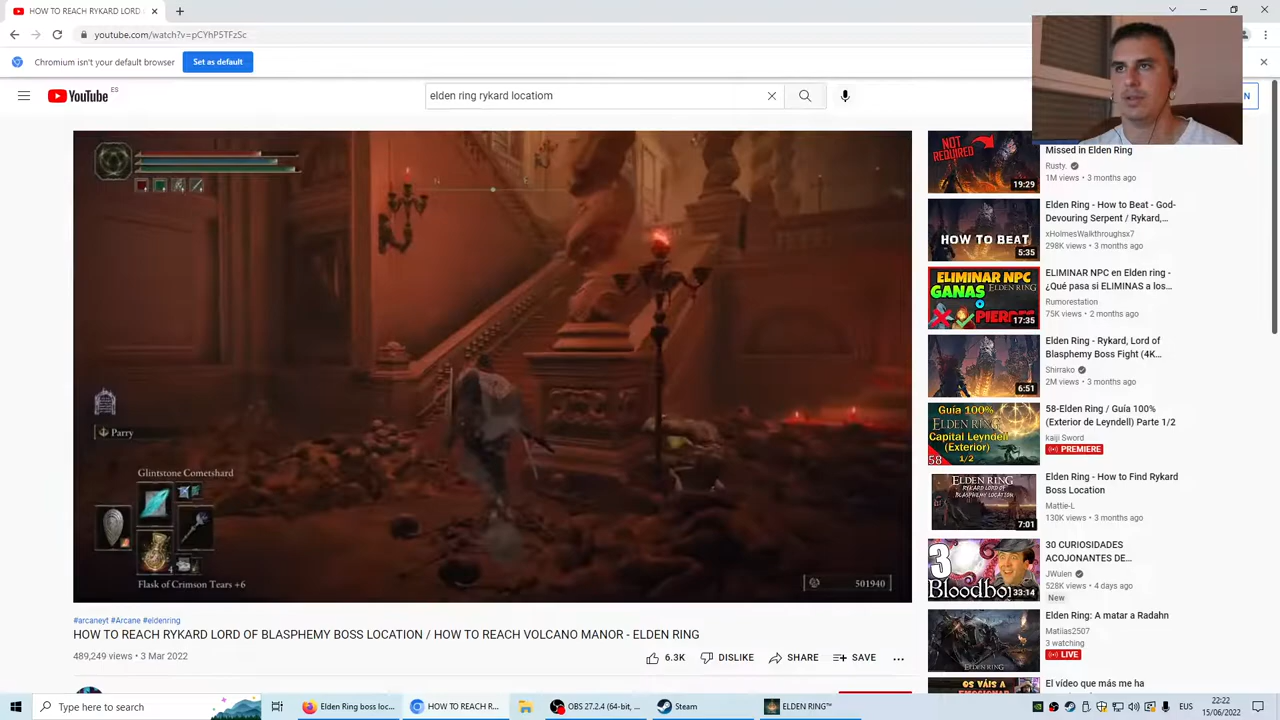 HOW TO REACH RYKARD LORD
youtube.com/watch?v=pCYhP5TFzSc
Chromium isn't your default browser
Set as default
YouTube
ES
elden ring rykard locatiom
N
NOT REQUIRED
19:29
Missed in Elden Ring
Rusty.
1M views • 3 months ago
HOW TO BEAT
5:35
Elden Ring - How to Beat - God-
Devouring Serpent / Rykard,...
xHolmesWalkthroughsx7
298K views • 3 months ago
ELIMINAR NPC
GANAS
ELDEN RING
PIERDES
17:35
ELIMINAR NPC en Elden ring -
¿Qué pasa si ELIMINAS a los...
Rumorestation
75K views • 2 months ago
6:51
Elden Ring - Rykard, Lord of
Blasphemy Boss Fight (4K...
Shirrako
2M views • 3 months ago
Guía 100%
ELDEN RING
Capital Leyndell
(Exterior)
1/2
58
58-Elden Ring / Guía 100%
(Exterior de Leyndell) Parte 1/2
kaiji Sword
PREMIERE
ELDEN RING
RYKARD LORD OF
BLASPHEMY LOCATION
7:01
Elden Ring - How to Find Rykard
Boss Location
Mattie-L
130K views • 3 months ago
3
Bloodbo
33:14
30 CURIOSIDADES
ACOJONANTES DE...
JWulen
528K views • 4 days ago
New
ELDEN RING
Elden Ring: A matar a Radahn
Matiias2507
3 watching
LIVE
OS VÁIS A
EMOCIONAR
El vídeo que más me ha
Parry
Glintstone Cometshard
Flask of Crimson Tears +6
501940
#arcaneyt #Arcane #eldenring
HOW TO REACH RYKARD LORD OF BLASPHEMY BOSS LOCATION / HOW TO REACH VOLCANO MANOR - ELDEN RING
489,249 views • 3 Mar 2022
6.3K
DISLIKE
SHARE
SAVE
Type here to search
Elden Ring boss loc...
HOW TO REACH R...
OBS 27.2.4 (64-bit, ...
Steam
ELDEN RING™
EUS
22:22
15/06/2022